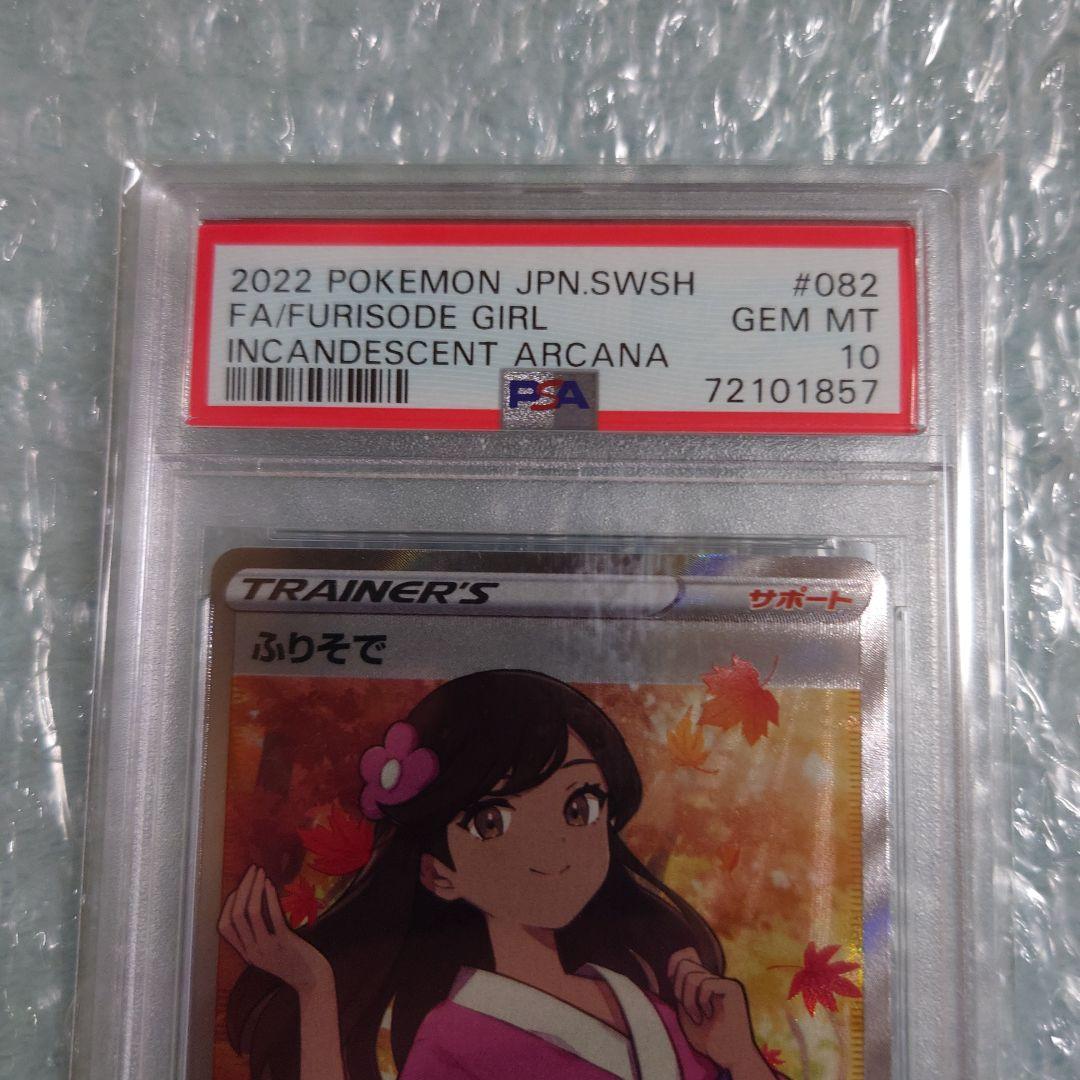 2022 POKEMON JPN.SWSH #082
FA/FURISODE GIRL GEM MT
INCANDESCENT ARCANA 10
PSA 72101857
TRAINER'S サポート
ふりそで